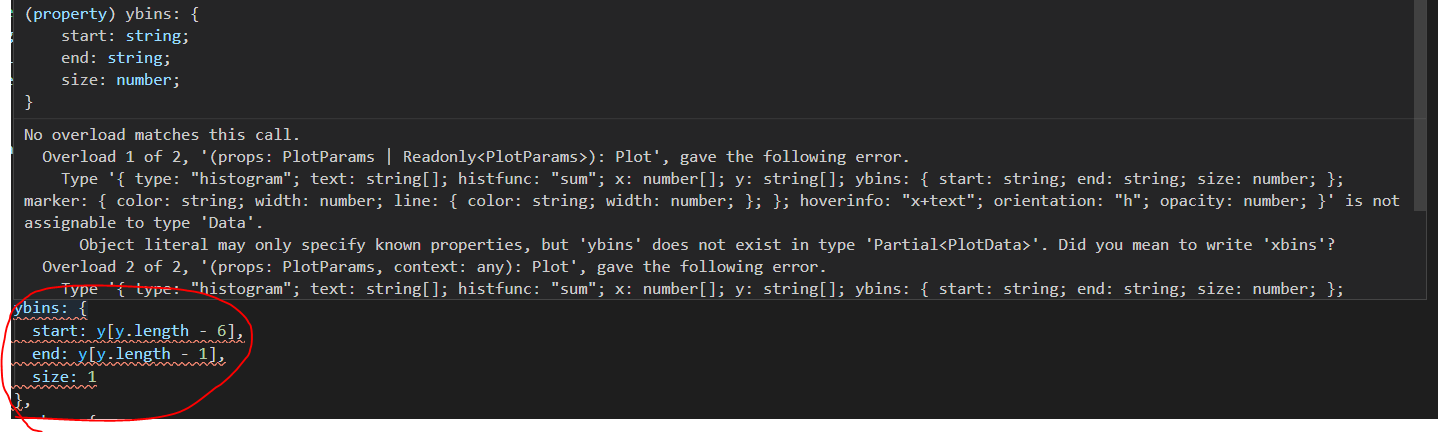 (property) ybins: {
start: string;
end: string;
size: number;
}
No overload matches this call.
Overload 1 of 2, '(props: PlotParams | Readonly<PlotParams>): Plot', gave the following error.
Type '{ type: "histogram"; text: string[]; histfunc: "sum"; x: number[]; y: string[]; ybins: { start: string; end: string; size: number; };
marker: { color: string; width: number; line: { color: string; width: number; }; }; hoverinfo: "x+text"; orientation: "h"; opacity: number; }' is not
assignable to type 'Data'.
Object literal may only specify known properties, but 'ybins' does not exist in type 'Partial<PlotData>'. Did you mean to write 'xbins'?
Overload 2 of 2, '(props: PlotParams, context: any): Plot', gave the following error.
Type '{ type: "histogram"; text: string[]; histfunc: "sum"; x: number[]; y: string[]; ybins: { start: string; end: string; size: number; };
ybins: {
start: y[y.length - 6],
end: y[y.length - 1],
size: 1
},